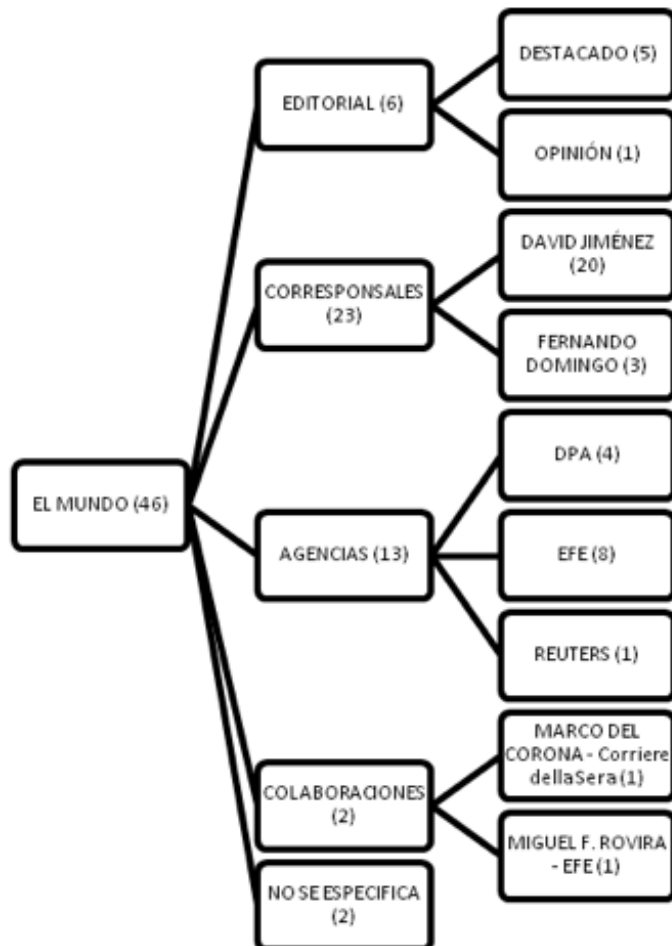 EL MUNDO (46)
EDITORIAL (6)
DESTACADO (5)
OPINIÓN (1)
CORRESPONSALES
(23)
DAVID JIMÉNEZ
(20)
FERNANDO
DOMINGO (3)
AGENCIAS (13)
DPA (4)
EFE (8)
REUTERS (1)
COLABORACIONES
(2)
MARCO DEL
CORONA - Corriere
dellaSera (1)
MIGUEL F. ROVIRA
- EFE (1)
NO SE ESPECIFICA
(2)